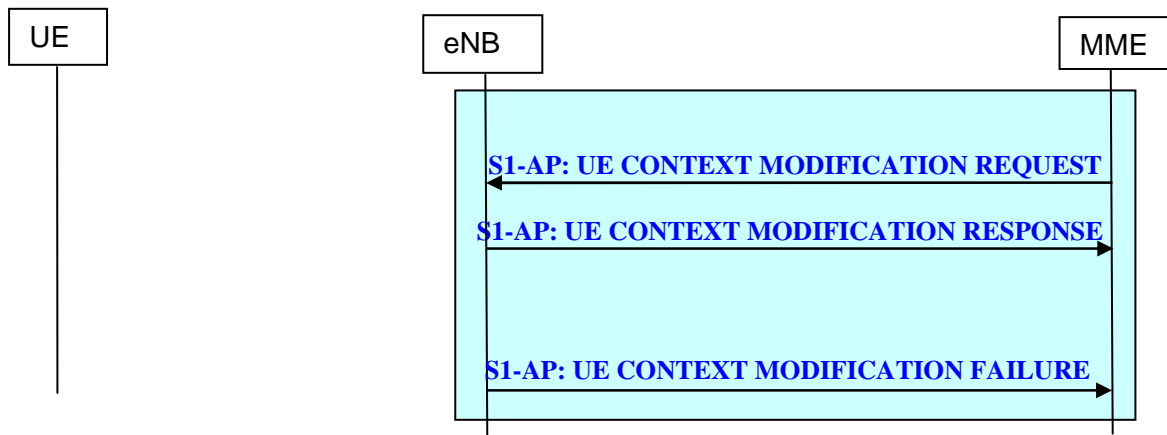 UE
eNB
MME
S1-AP: UE CONTEXT MODIFICATION REQUEST
S1-AP: UE CONTEXT MODIFICATION RESPONSE
S1-AP: UE CONTEXT MODIFICATION FAILURE